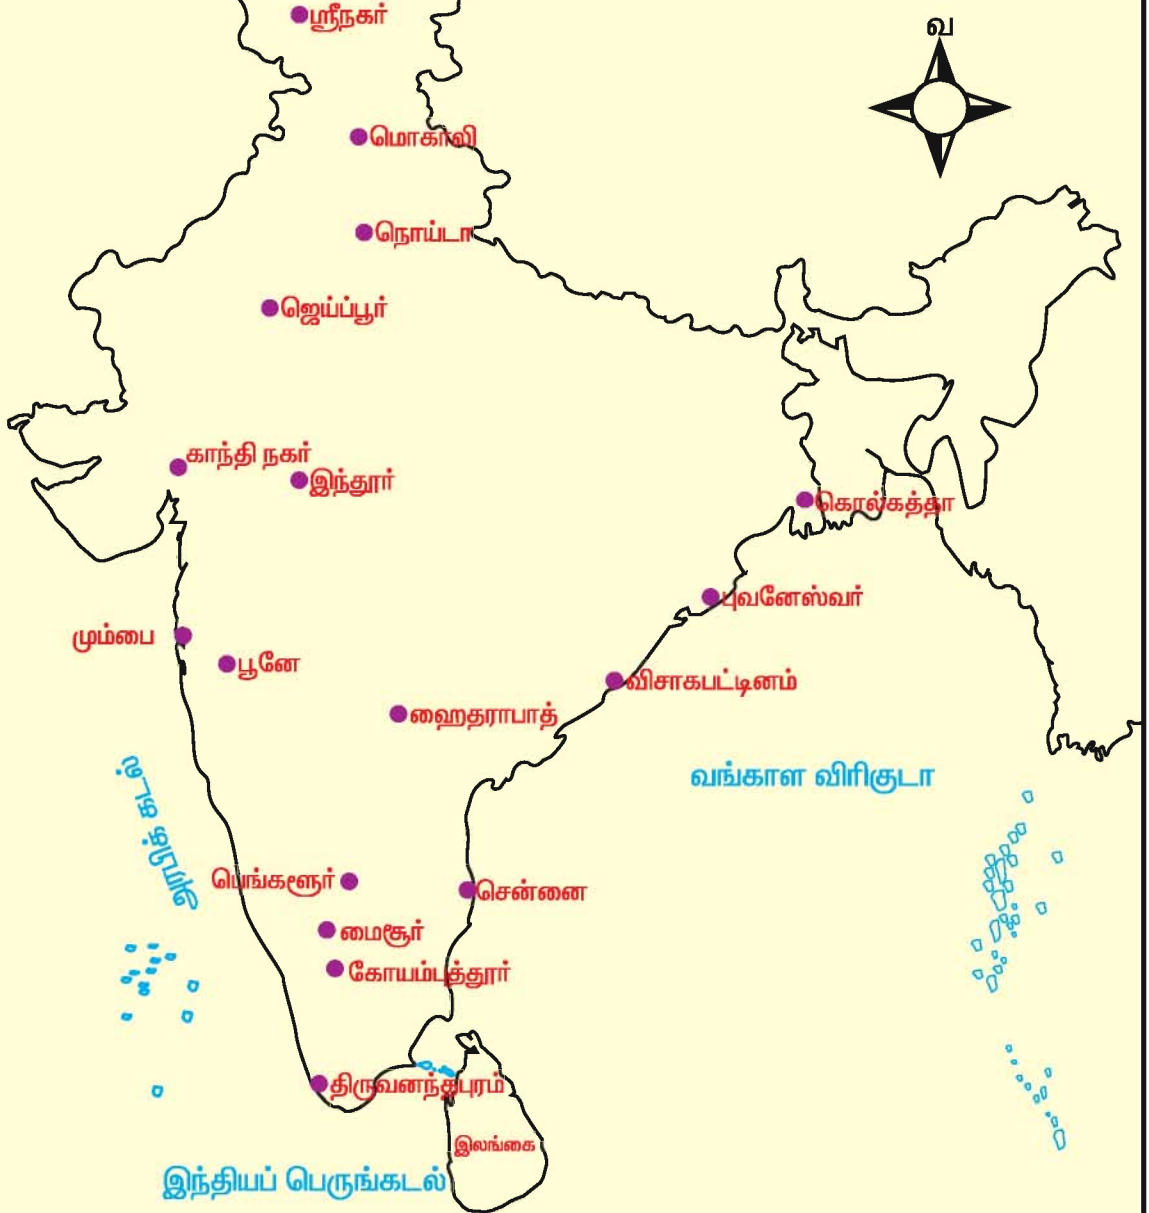 ஸ்ரீநகர்
வ
மொகாலி
நொய்டா
ஜெய்ப்பூர்
காந்தி நகர்
இந்தூர்
கொல்கத்தா
புவனேஸ்வர்
மும்பை
பூனே
விசாகபட்டினம்
ஹைதராபாத்
அரபிக் கடல்
வங்காள விரிகுடா
பெங்களூர்
சென்னை
மைசூர்
கோயம்புத்தூர்
திருவனந்தபுரம்
இலங்கை
இந்தியப் பெருங்கடல்